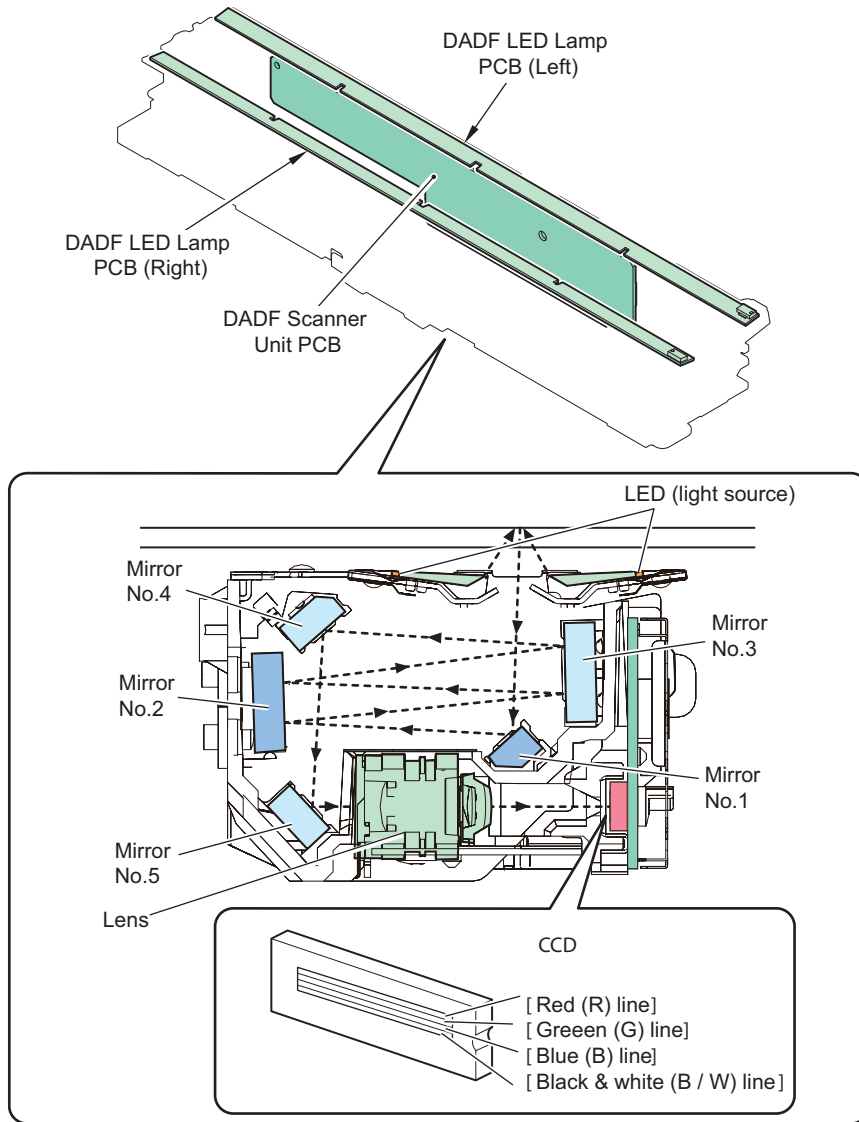 DADF LED Lamp
PCB (Left)
DADF LED Lamp
PCB (Right)
DADF Scanner
Unit PCB
LED (light source)
Mirror
No.4
Mirror
No.3
Mirror
No.2
Mirror
No.1
Mirror
No.5
Lens
CCD
[Red (R) line]
[Greeen (G) line]
[Blue (B) line]
[Black & white (B / W) line]